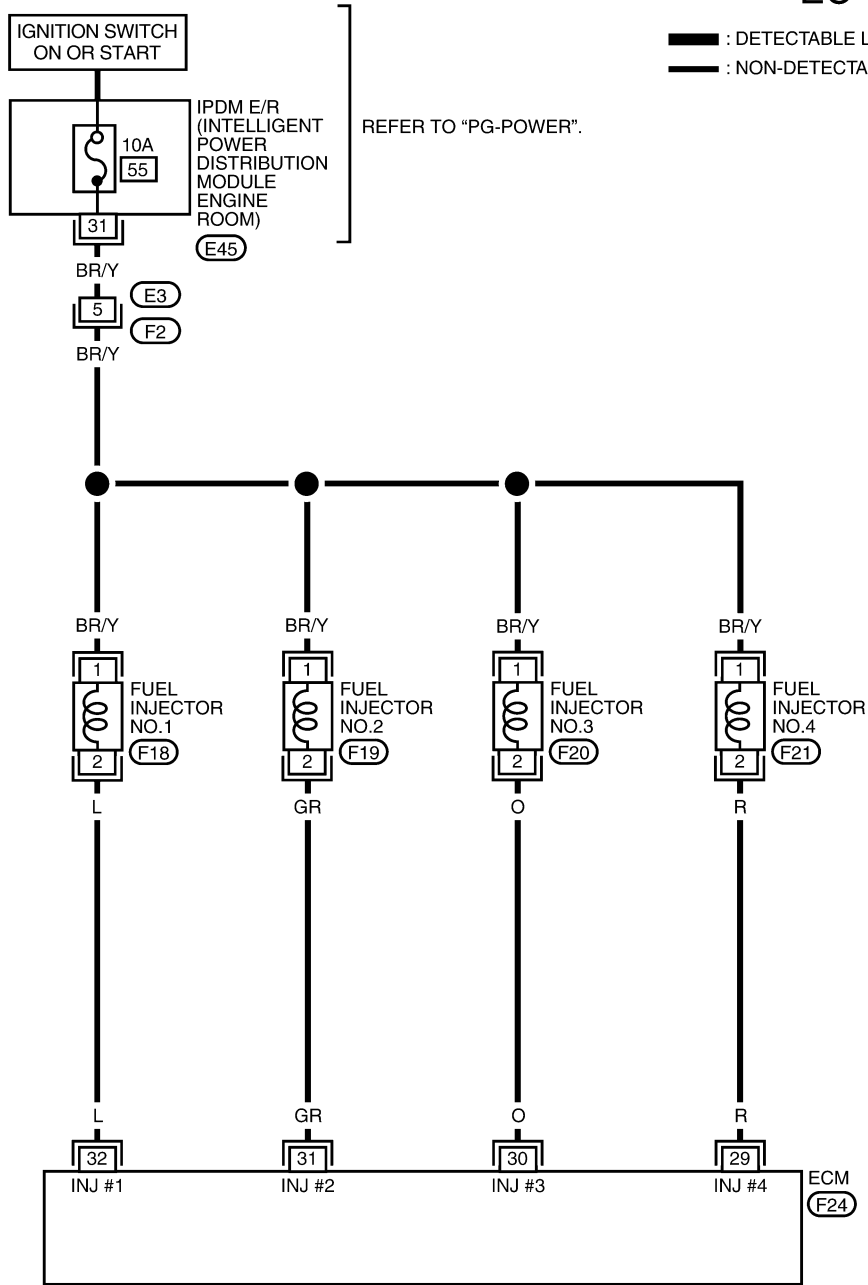 IGNITION SWITCH
ON OR START
: DETECTABLE L
: NON-DETECTA
IPDM E/R
(INTELLIGENT
POWER
DISTRIBUTION
MODULE
ENGINE
ROOM)
REFER TO “PG-POWER”.
10A
55
31
E45
BR/Y
5
E3
F2
BR/Y
BR/Y BR/Y BR/Y BR/Y
1 1 1 1
FUEL
INJECTOR
NO.1
F18
FUEL
INJECTOR
NO.2
F19
FUEL
INJECTOR
NO.3
F20
FUEL
INJECTOR
NO.4
F21
2 2 2 2
L GR O R
L GR O R
32 31 30 29
INJ #1 INJ #2 INJ #3 INJ #4
ECM
F24